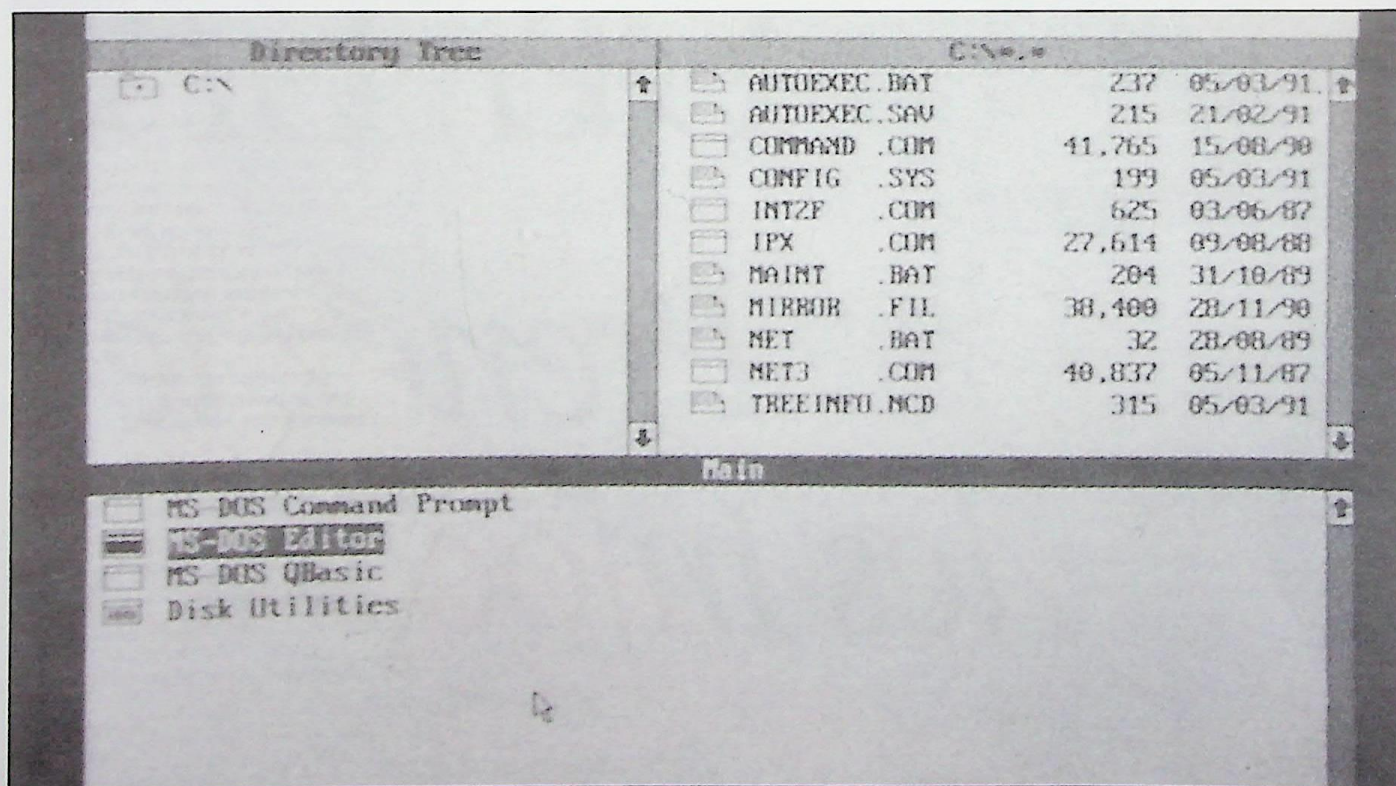 Directory Tree
C:\
C:\*.*
AUTOEXEC.BAT 237 05/03/91
AUTOEXEC.SAV 215 21/02/91
COMMAND .COM 41,765 15/08/90
CONFIG .SYS 199 05/03/91
INT2F .COM 625 03/06/87
IPX .COM 27,614 09/08/88
MAINT .BAT 204 31/10/89
MIRROR .FIL 38,400 28/11/90
NET .BAT 32 28/08/89
NET3 .COM 40,837 05/11/87
TREEINFO.NCD 315 05/03/91
Main
MS-DOS Command Prompt
MS-DOS Editor
MS-DOS QBasic
Disk Utilities